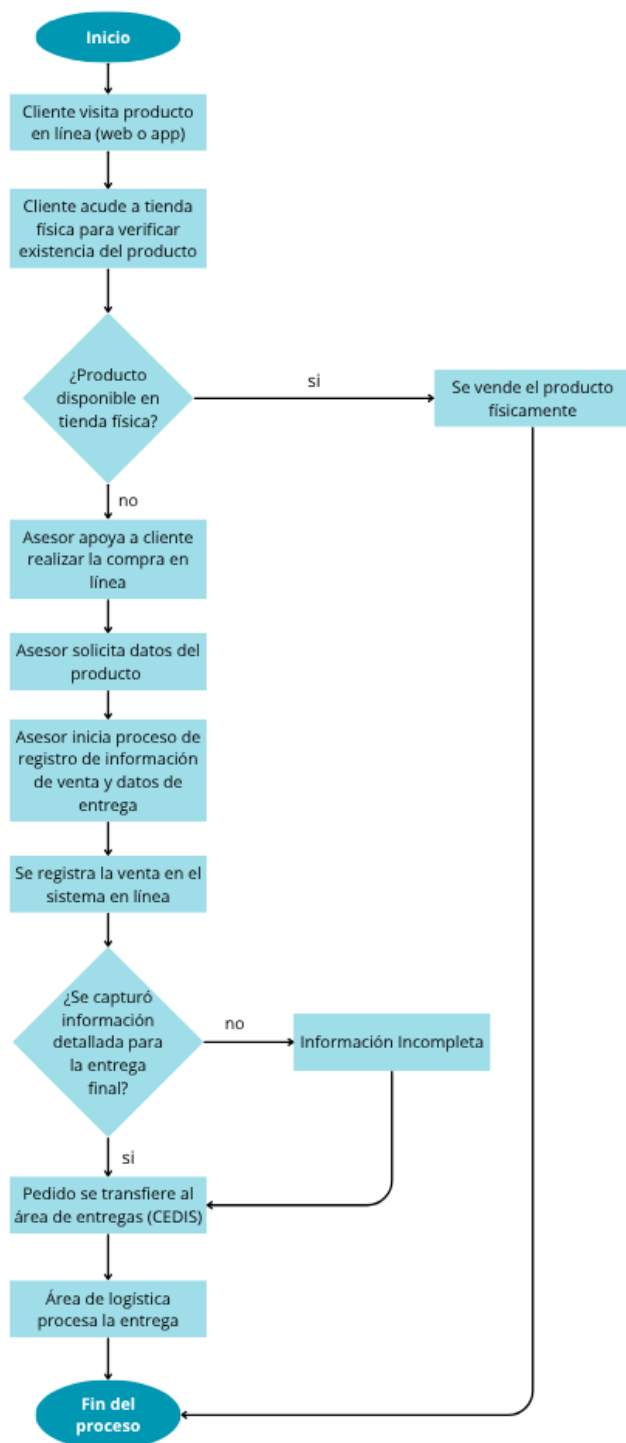 Inicio
Cliente visita producto
en línea (web o app)
Cliente acude a tienda
física para verificar
existencia del producto
¿Producto
disponible en
tienda física?
si
Se vende el producto
físicamente
no
Asesor apoya a cliente
realizar la compra en
línea
Asesor solicita datos del
producto
Asesor inicia proceso de
registro de información
de venta y datos de
entrega
Se registra la venta en el
sistema en línea
¿Se capturó
información
detallada para
la entrega
final?
no
Información Incompleta
si
Pedido se transfiere al
área de entregas (CEDIS)
Área de logística
procesa la entrega
Fin del
proceso